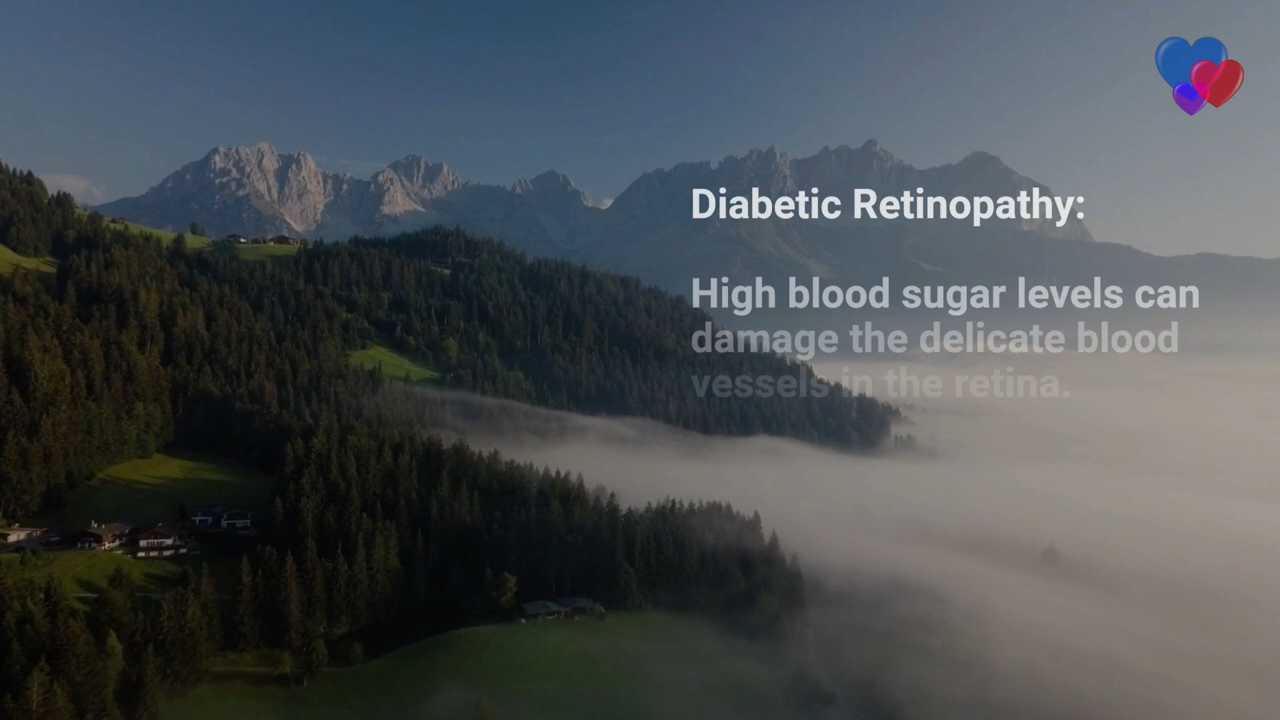 Diabetic Retinopathy:
High blood sugar levels can
damage the delicate blood
vessels in the retina.